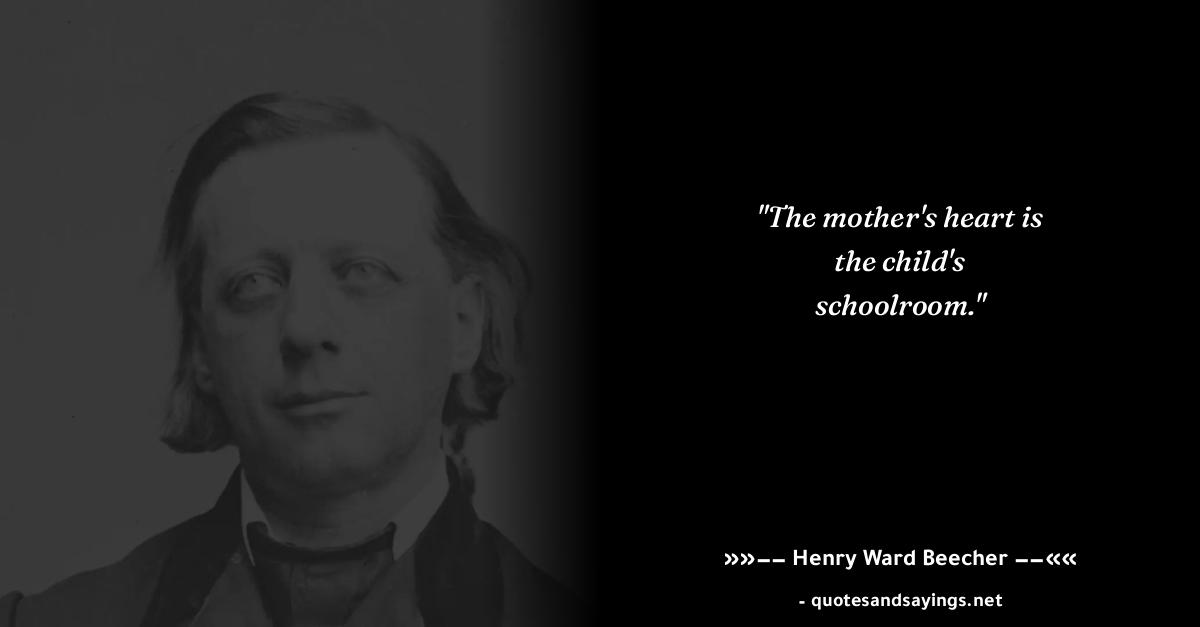 "The mother's heart is
the child's
schoolroom."
»»−− Henry Ward Beecher −−««
- quotesandsayings.net